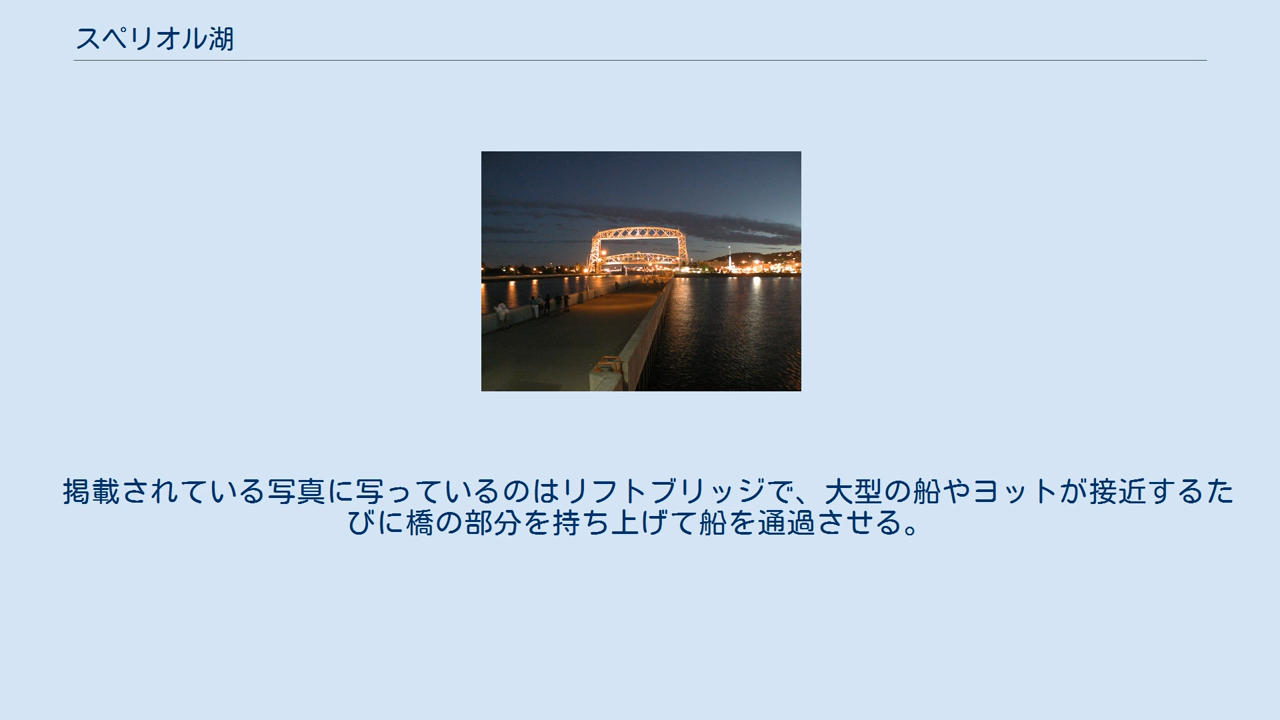 スペリオル湖
掲載されている写真に写っているのはリフトブリッジで、大型の船やヨットが接近するた
びに橋の部分を持ち上げて船を通過させる。